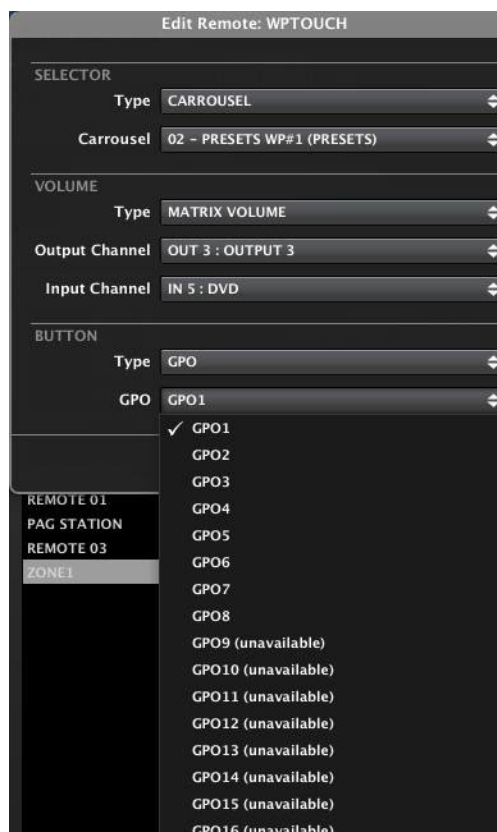 Edit Remote: WPTOUCH
SELECTOR
Type CARROUSEL
Carrousel 02 – PRESETS WP#1 (PRESETS)
VOLUME
Type MATRIX VOLUME
Output Channel OUT 3 : OUTPUT 3
Input Channel IN 5 : DVD
BUTTON
Type GPO
GPO GPO1
✓ GPO1
GPO2
GPO3
GPO4
GPO5
GPO6
GPO7
GPO8
GPO9 (unavailable)
GPO10 (unavailable)
GPO11 (unavailable)
GPO12 (unavailable)
GPO13 (unavailable)
GPO14 (unavailable)
GPO15 (unavailable)
GPO16 (unavailable)
REMOTE 01
PAG STATION
REMOTE 03
ZONE1